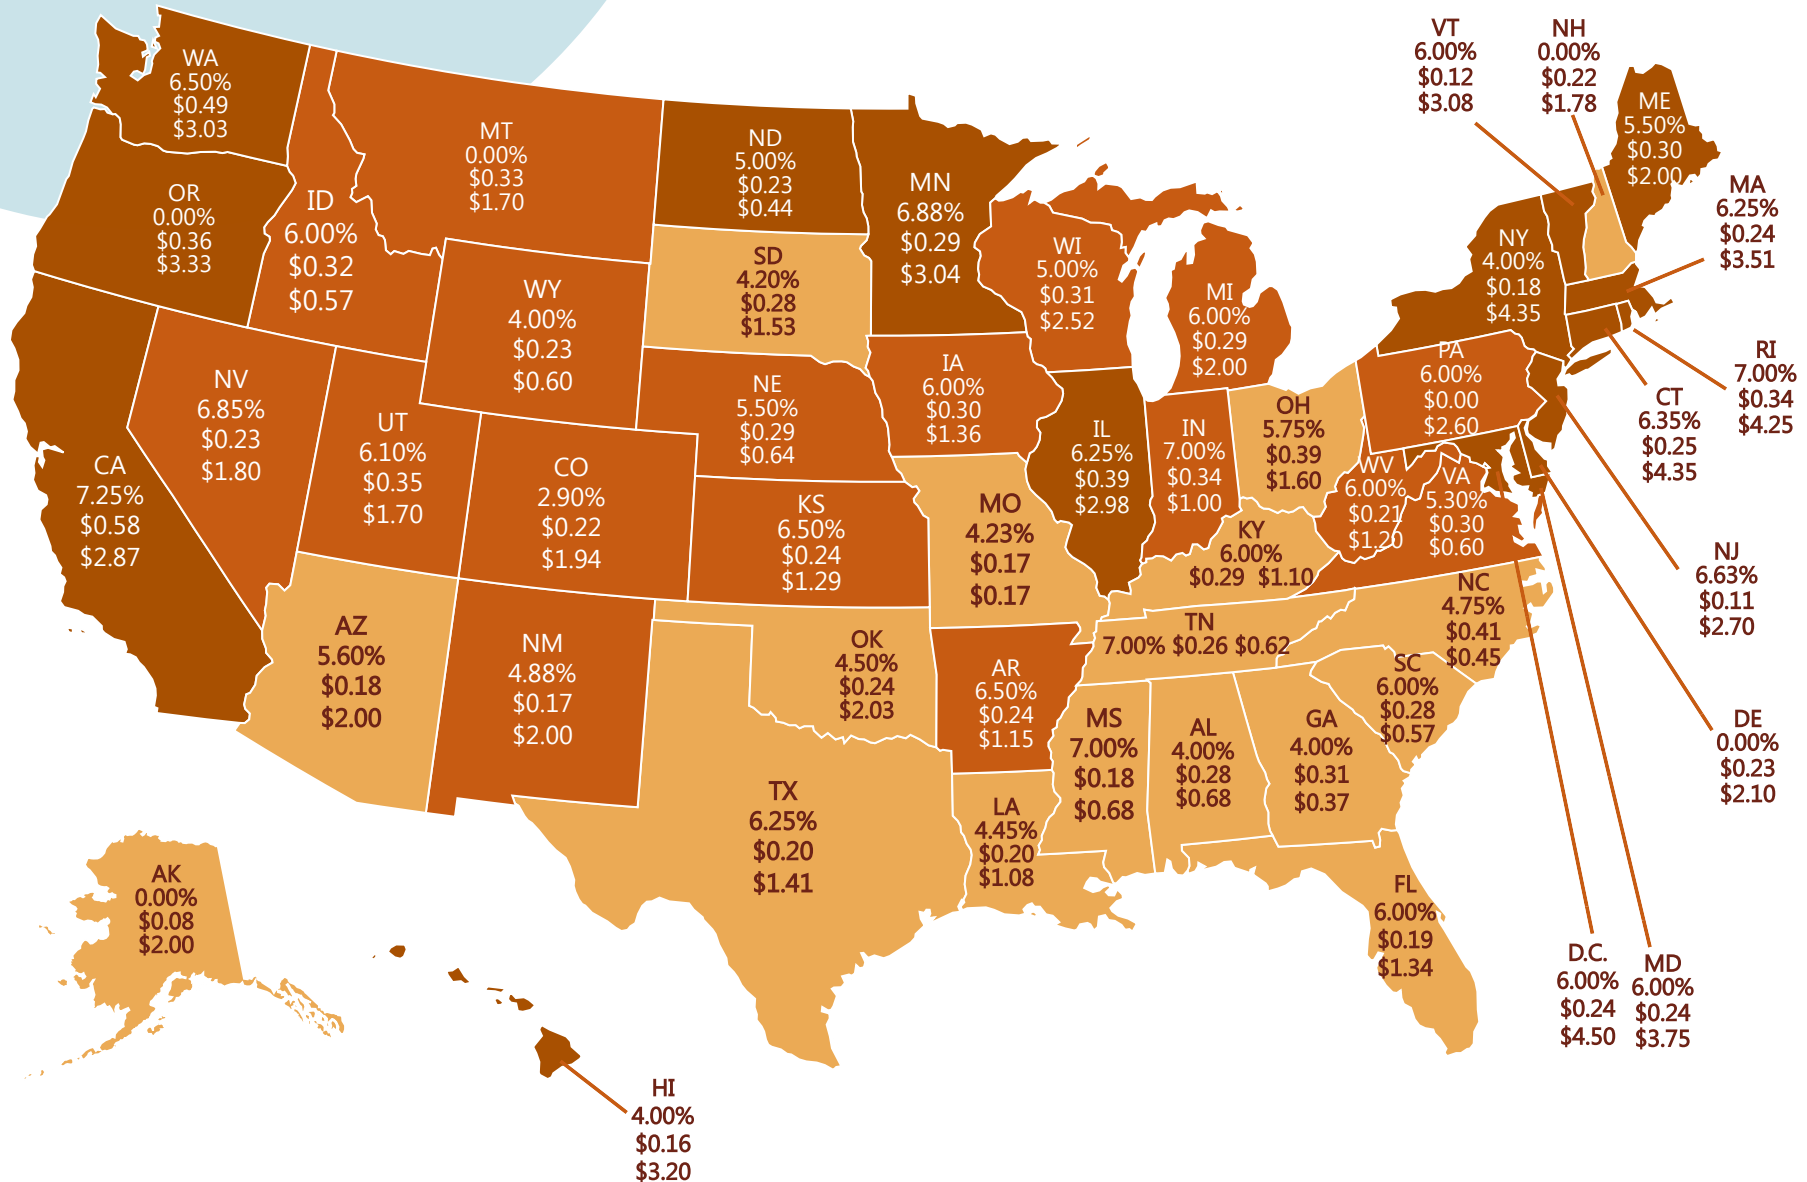 WA
6.50%
$0.49
$3.03
OR
0.00%
$0.36
$3.33
CA
7.25%
$0.58
$2.87
ID
6.00%
$0.32
$0.57
NV
6.85%
$0.23
$1.80
MT
0.00%
$0.33
$1.70
WY
4.00%
$0.23
$0.60
UT
6.10%
$0.35
$1.70
CO
2.90%
$0.22
$1.94
AZ
5.60%
$0.18
$2.00
NM
4.88%
$0.17
$2.00
ND
5.00%
$0.23
$0.44
SD
4.20%
$0.28
$1.53
NE
5.50%
$0.29
$0.64
KS
6.50%
$0.24
$1.29
OK
4.50%
$0.24
$2.03
TX
6.25%
$0.20
$1.41
MN
6.88%
$0.29
$3.04
IA
6.00%
$0.30
$1.36
MO
4.23%
$0.17
$0.17
AR
6.50%
$0.24
$1.15
LA
4.45%
$0.20
$1.08
WI
5.00%
$0.31
$2.52
IL
6.25%
$0.39
$2.98
MI
6.00%
$0.29
$2.00
IN
7.00%
$0.34
$1.00
OH
5.75%
$0.39
$1.60
KY
6.00%
$0.29 $1.10
TN
7.00% $0.26 $0.62
MS
7.00%
$0.18
$0.68
AL
4.00%
$0.28
$0.68
GA
4.00%
$0.31
$0.37
FL
6.00%
$0.19
$1.34
SC
6.00%
$0.28
$0.57
NC
4.75%
$0.41
$0.45
WV
6.00%
$0.21
$1.20
VA
5.30%
$0.30
$0.60
PA
6.00%
$0.00
$2.60
NY
4.00%
$0.18
$4.35
VT
6.00%
$0.12
$3.08
NH
0.00%
$0.22
$1.78
ME
5.50%
$0.30
$2.00
MA
6.25%
$0.24
$3.51
RI
7.00%
$0.34
$4.25
CT
6.35%
$0.25
$4.35
NJ
6.63%
$0.11
$2.70
DE
0.00%
$0.23
$2.10
D.C.
6.00%
$0.24
$4.50
MD
6.00%
$0.24
$3.75
AK
0.00%
$0.08
$2.00
HI
4.00%
$0.16
$3.20